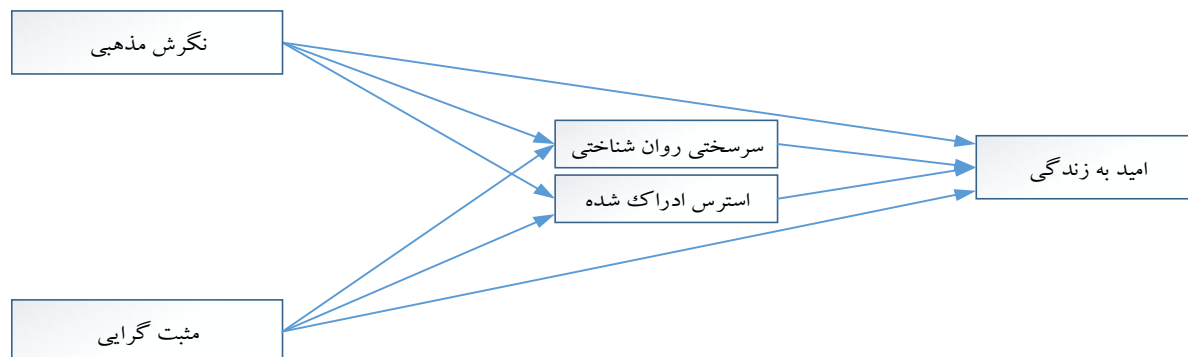 نگرش مذهبی
سرسختی روان شناختی
امید به زندگی
استرس ادراک شده
مثبت گرایی